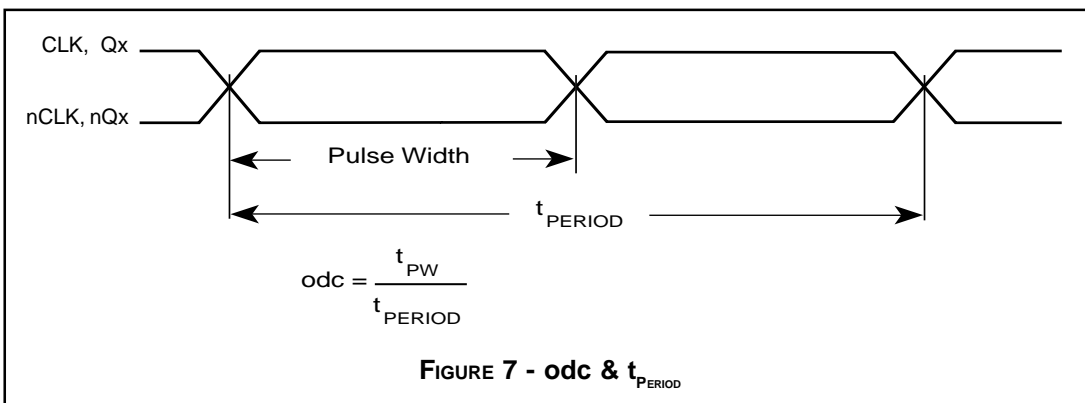 CLK, Qx
nCLK, nQx
Pulse Width
tPERIOD
odc = tPW
tPERIOD
FIGURE 7 - odc & tPERIOD